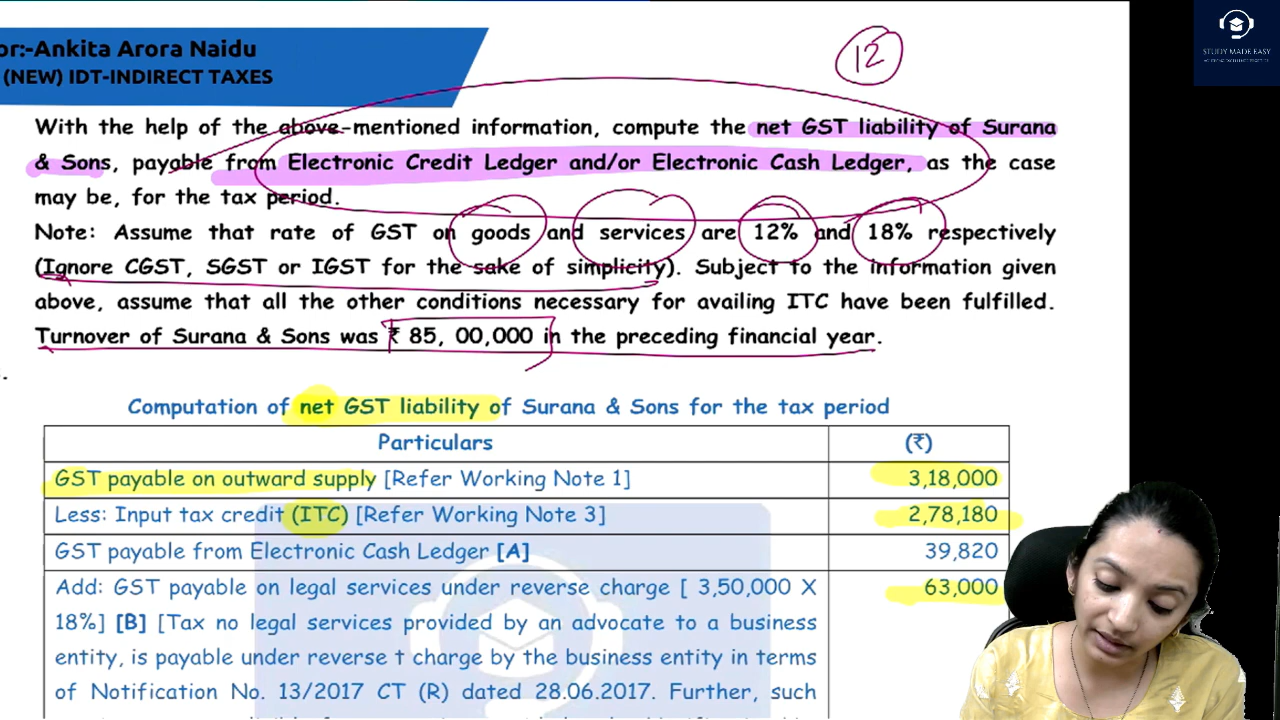 or:-Ankita Arora Naidu
(NEW) IDT-INDIRECT TAXES
12
STUDY MADE EASY
With the help of the above-mentioned information, compute the net GST liability of Surana
& Sons, payable from Electronic Credit Ledger and/or Electronic Cash Ledger, as the case
may be, for the tax period.
Note: Assume that rate of GST on goods and services are 12% and 18% respectively
(Ignore CGST, SGST or IGST for the sake of simplicity). Subject to the information given
above, assume that all the other conditions necessary for availing ITC have been fulfilled.
Turnover of Surana & Sons was ₹ 85, 00,000 in the preceding financial year.
Computation of net GST liability of Surana & Sons for the tax period
Particulars (₹)
GST payable on outward supply [Refer Working Note 1] 3,18,000
Less: Input tax credit (ITC) [Refer Working Note 3] 2,78,180
GST payable from Electronic Cash Ledger [A] 39,820
Add: GST payable on legal services under reverse charge [ 3,50,000 X 63,000
18%] [B] [Tax no legal services provided by an advocate to a business
entity, is payable under reverse t charge by the business entity in terms
of Notification No. 13/2017 CT (R) dated 28.06.2017. Further, such